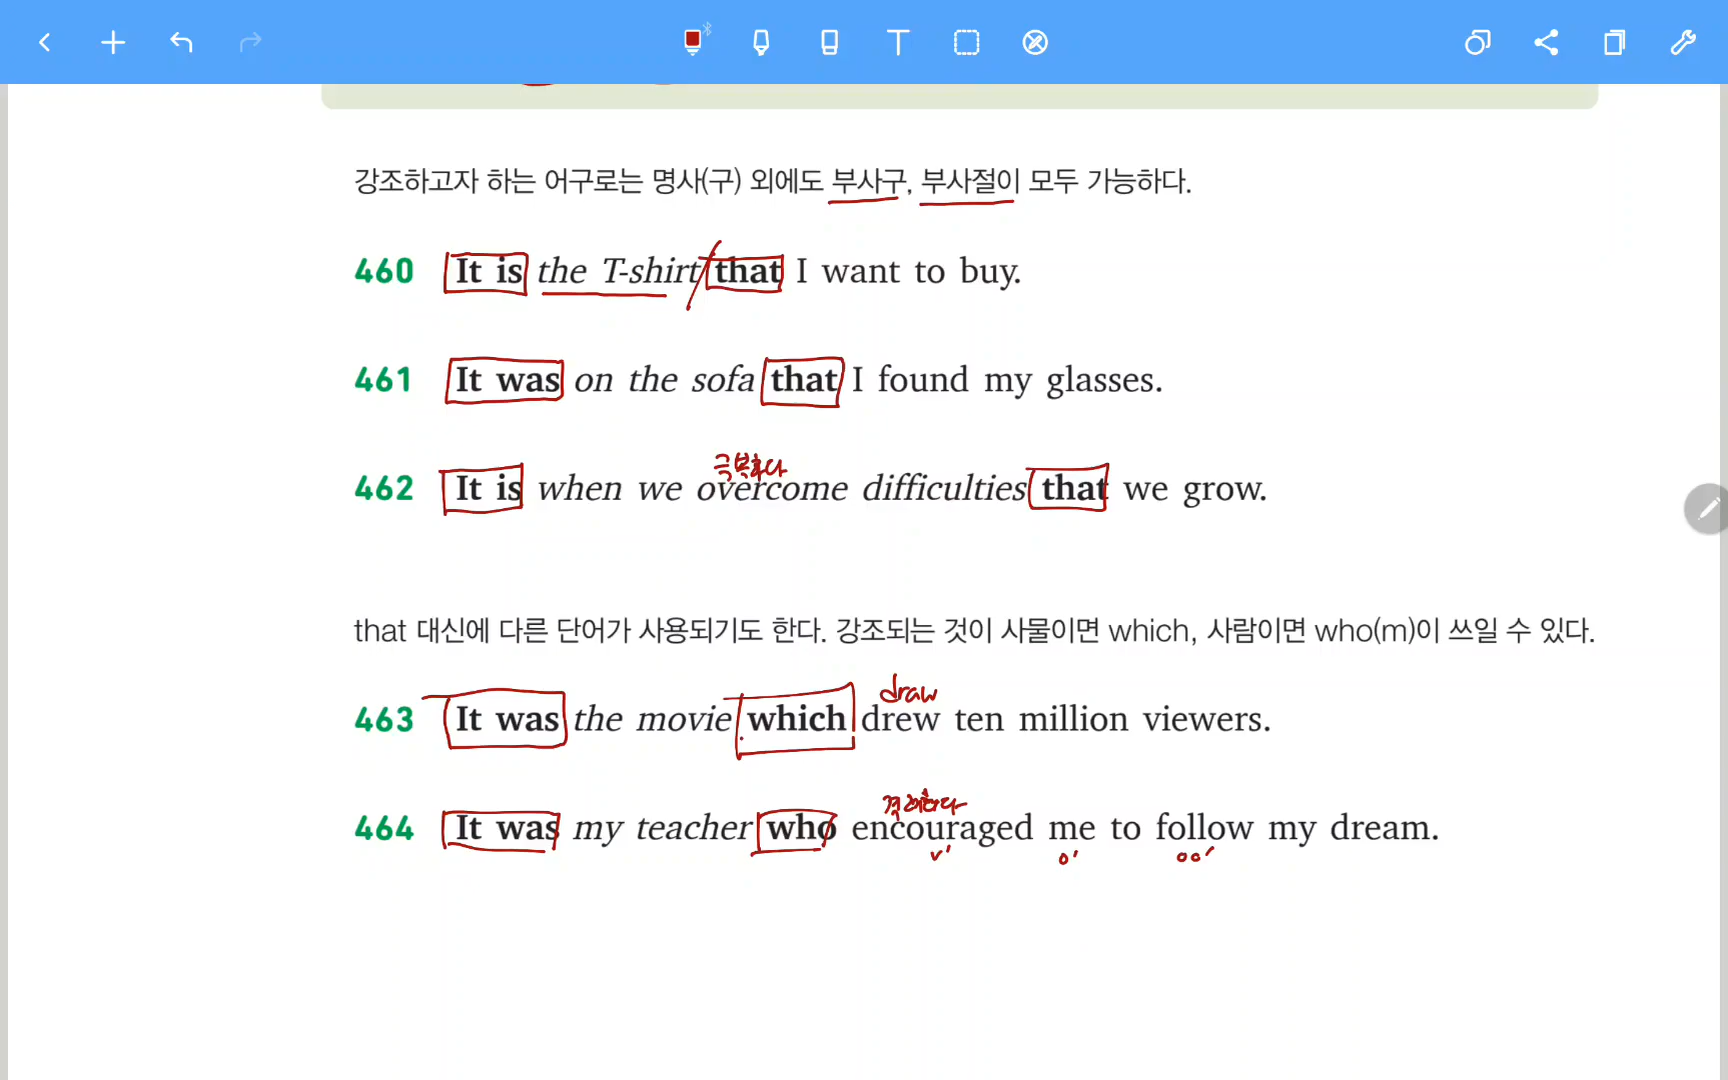 강조하고자 하는 어구로는 명사(구) 외에도 부사구, 부사절이 모두 가능하다.
460 It is the T-shirt that I want to buy.
461 It was on the sofa that I found my glasses.
극복하다
462 It is when we overcome difficulties that we grow.
that 대신에 다른 단어가 사용되기도 한다. 강조되는 것이 사물이면 which, 사람이면 who(m)이 쓰일 수 있다.
draw
463 It was the movie which drew ten million viewers.
격려하다
464 It was my teacher who encouraged me to follow my dream.
v' o' oc'